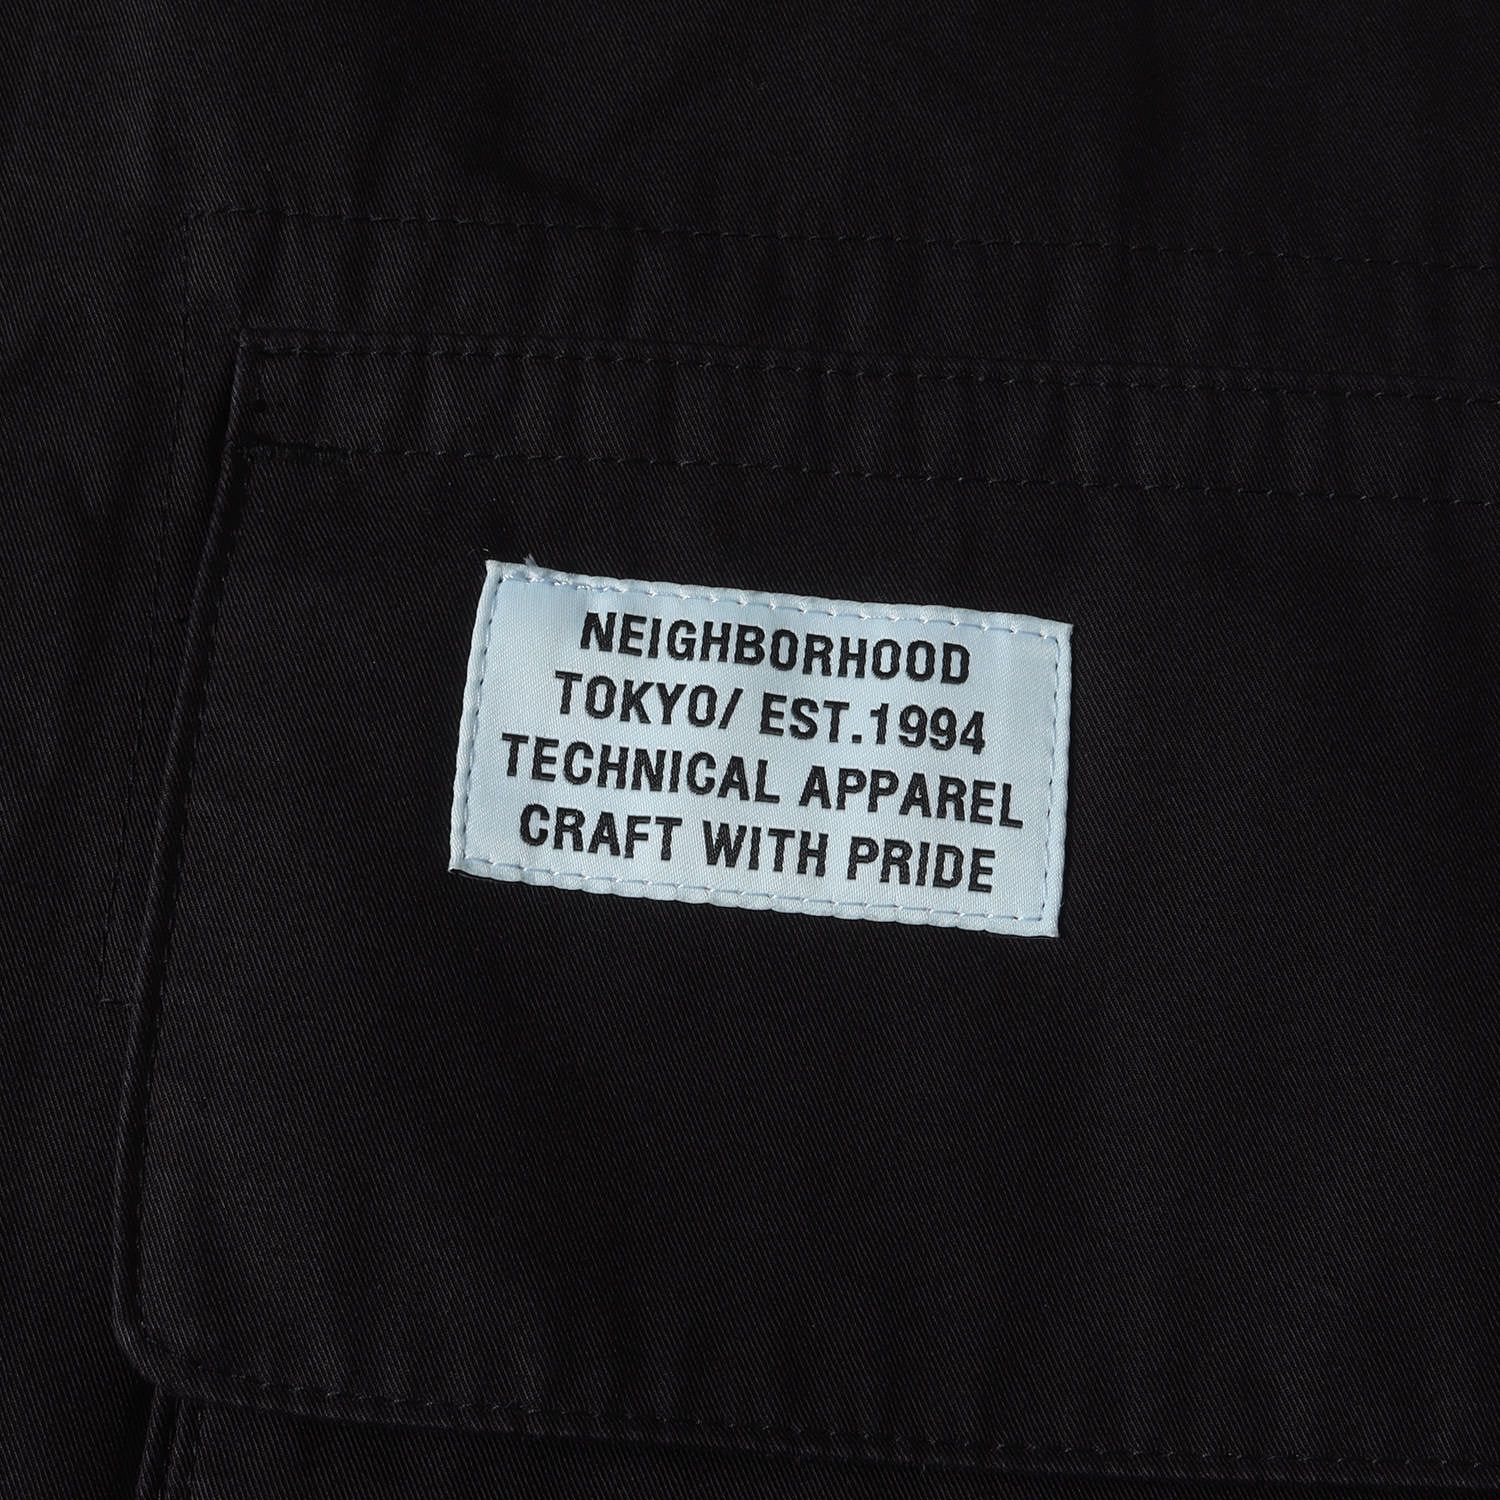 NEIGHBORHOOD
TOKYO/ EST.1994
TECHNICAL APPAREL
CRAFT WITH PRIDE